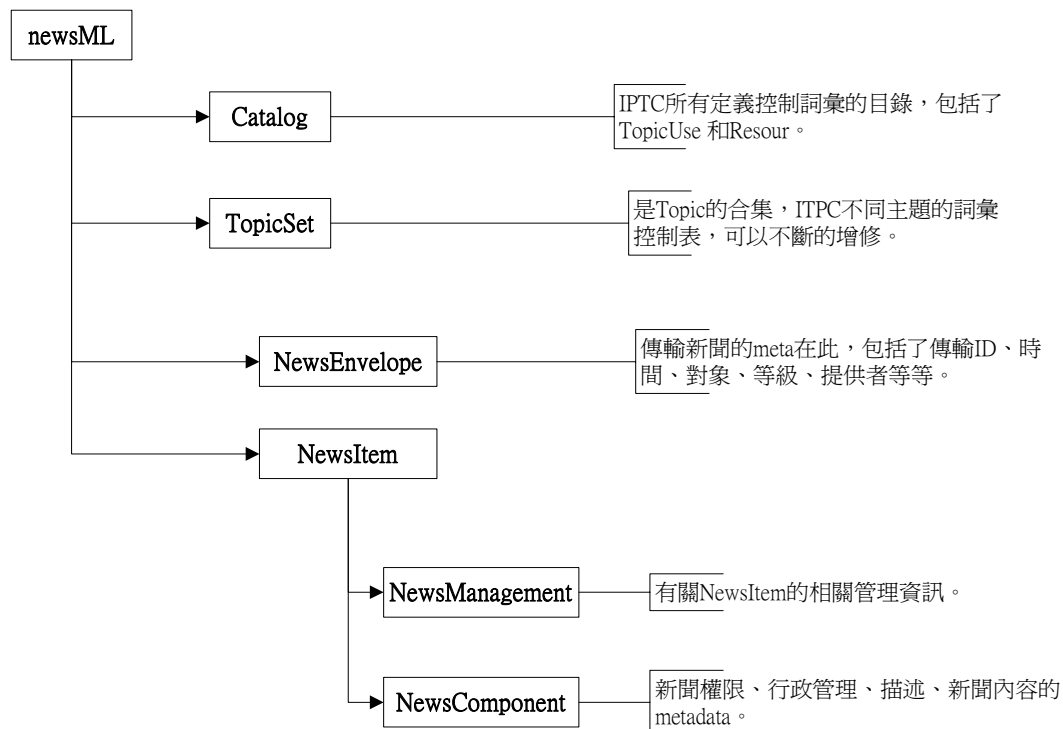 newsML
Catalog
IPTC所有定義控制詞彙的目錄，包括了
TopicUse 和Resour。
TopicSet
是Topic的合集，ITPC不同主題的詞彙
控制表，可以不斷的增修。
NewsEnvelope
傳輸新聞的meta在此，包括了傳輸ID、時
間、對象、等級、提供者等等。
NewsItem
NewsManagement
有關NewsItem的相關管理資訊。
NewsComponent
新聞權限、行政管理、描述、新聞內容的
metadata。